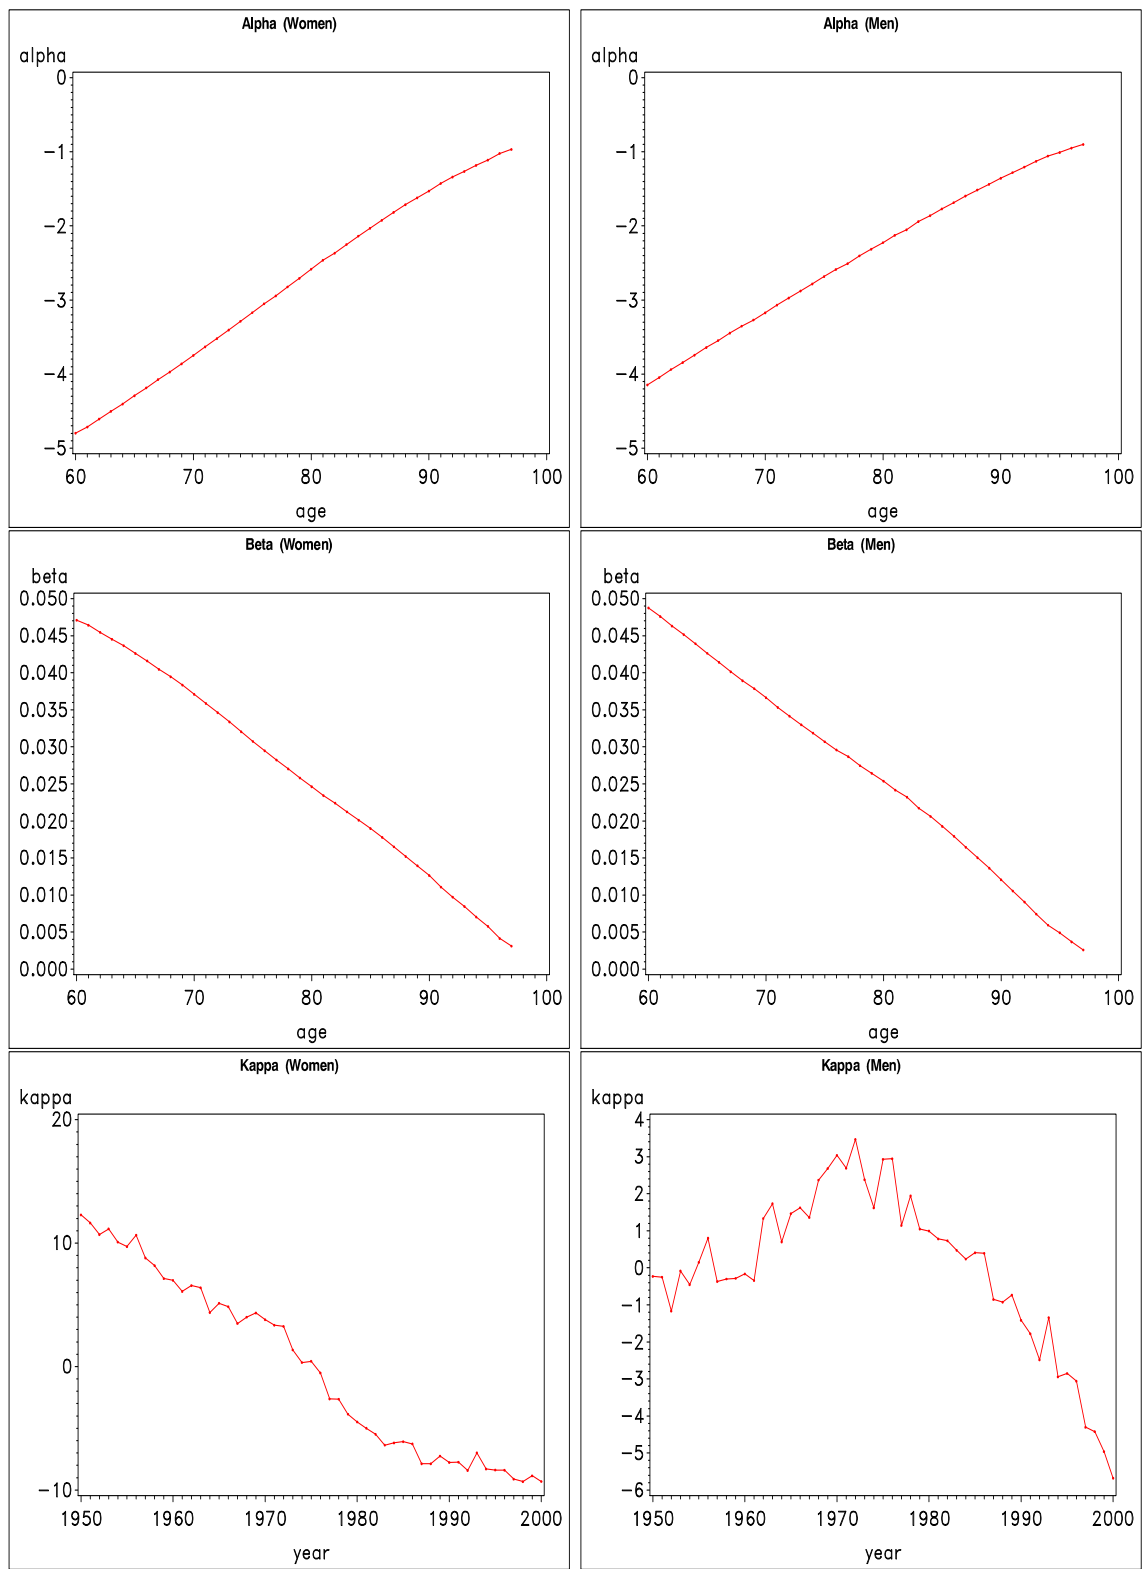 Alpha (Women)
alpha
0
-1
-2
-3
-4
-5
60 70 80 90 100
age
Alpha (Men)
alpha
0
-1
-2
-3
-4
-5
60 70 80 90 100
age
Beta (Women)
beta
0.050
0.045
0.040
0.035
0.030
0.025
0.020
0.015
0.010
0.005
0.000
60 70 80 90 100
age
Beta (Men)
beta
0.050
0.045
0.040
0.035
0.030
0.025
0.020
0.015
0.010
0.005
0.000
60 70 80 90 100
age
Kappa (Women)
kappa
20
10
0
-10
1950 1960 1970 1980 1990 2000
year
Kappa (Men)
kappa
4
3
2
1
0
-1
-2
-3
-4
-5
-6
1950 1960 1970 1980 1990 2000
year